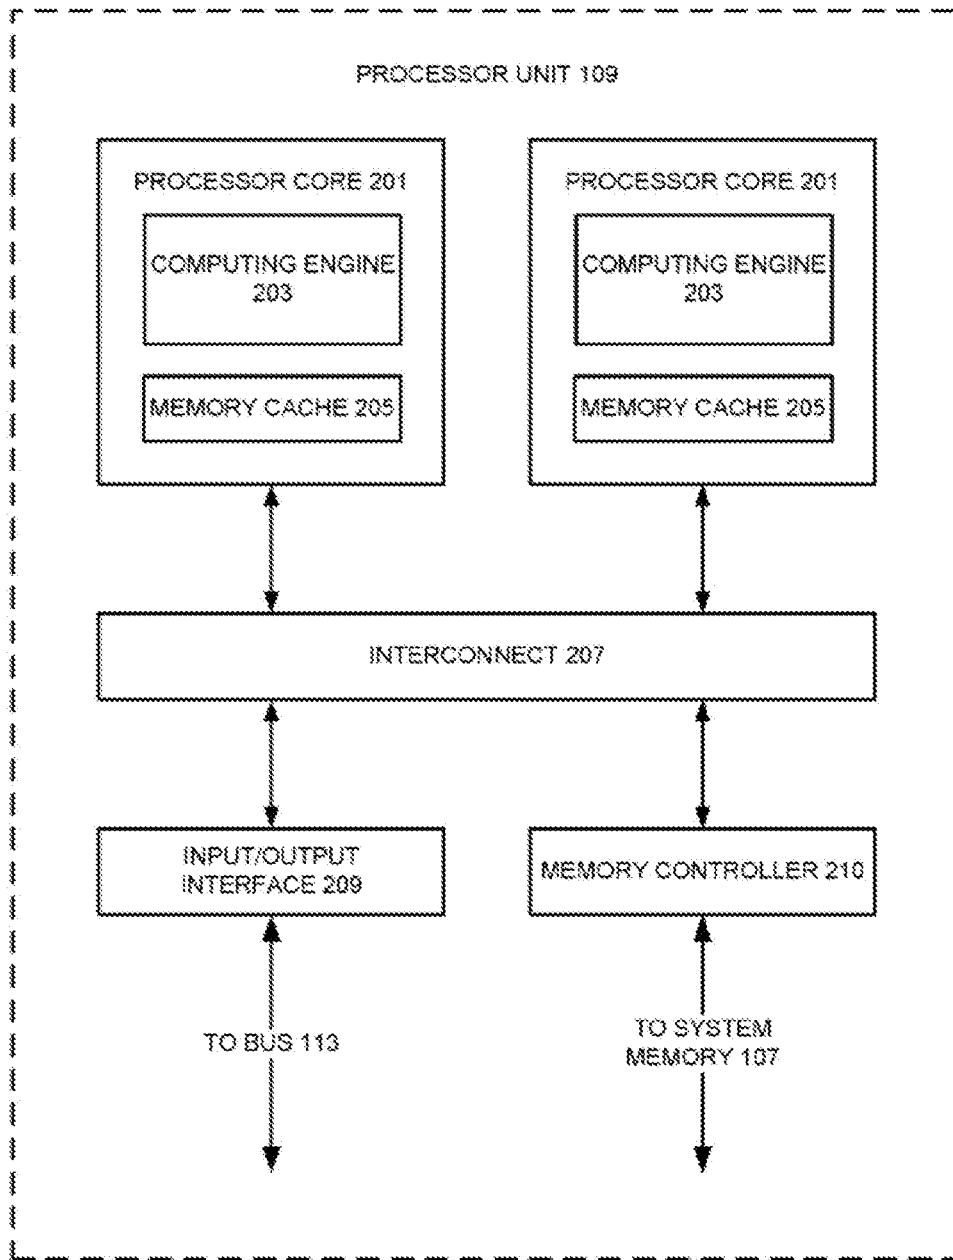 PROCESSOR UNIT 109
PROCESSOR CORE 201
COMPUTING ENGINE
203
MEMORY CACHE 205
PROCESSOR CORE 201
COMPUTING ENGINE
203
MEMORY CACHE 205
INTERCONNECT 207
INPUT/OUTPUT
INTERFACE 209
MEMORY CONTROLLER 210
TO BUS 113
TO SYSTEM
MEMORY 107